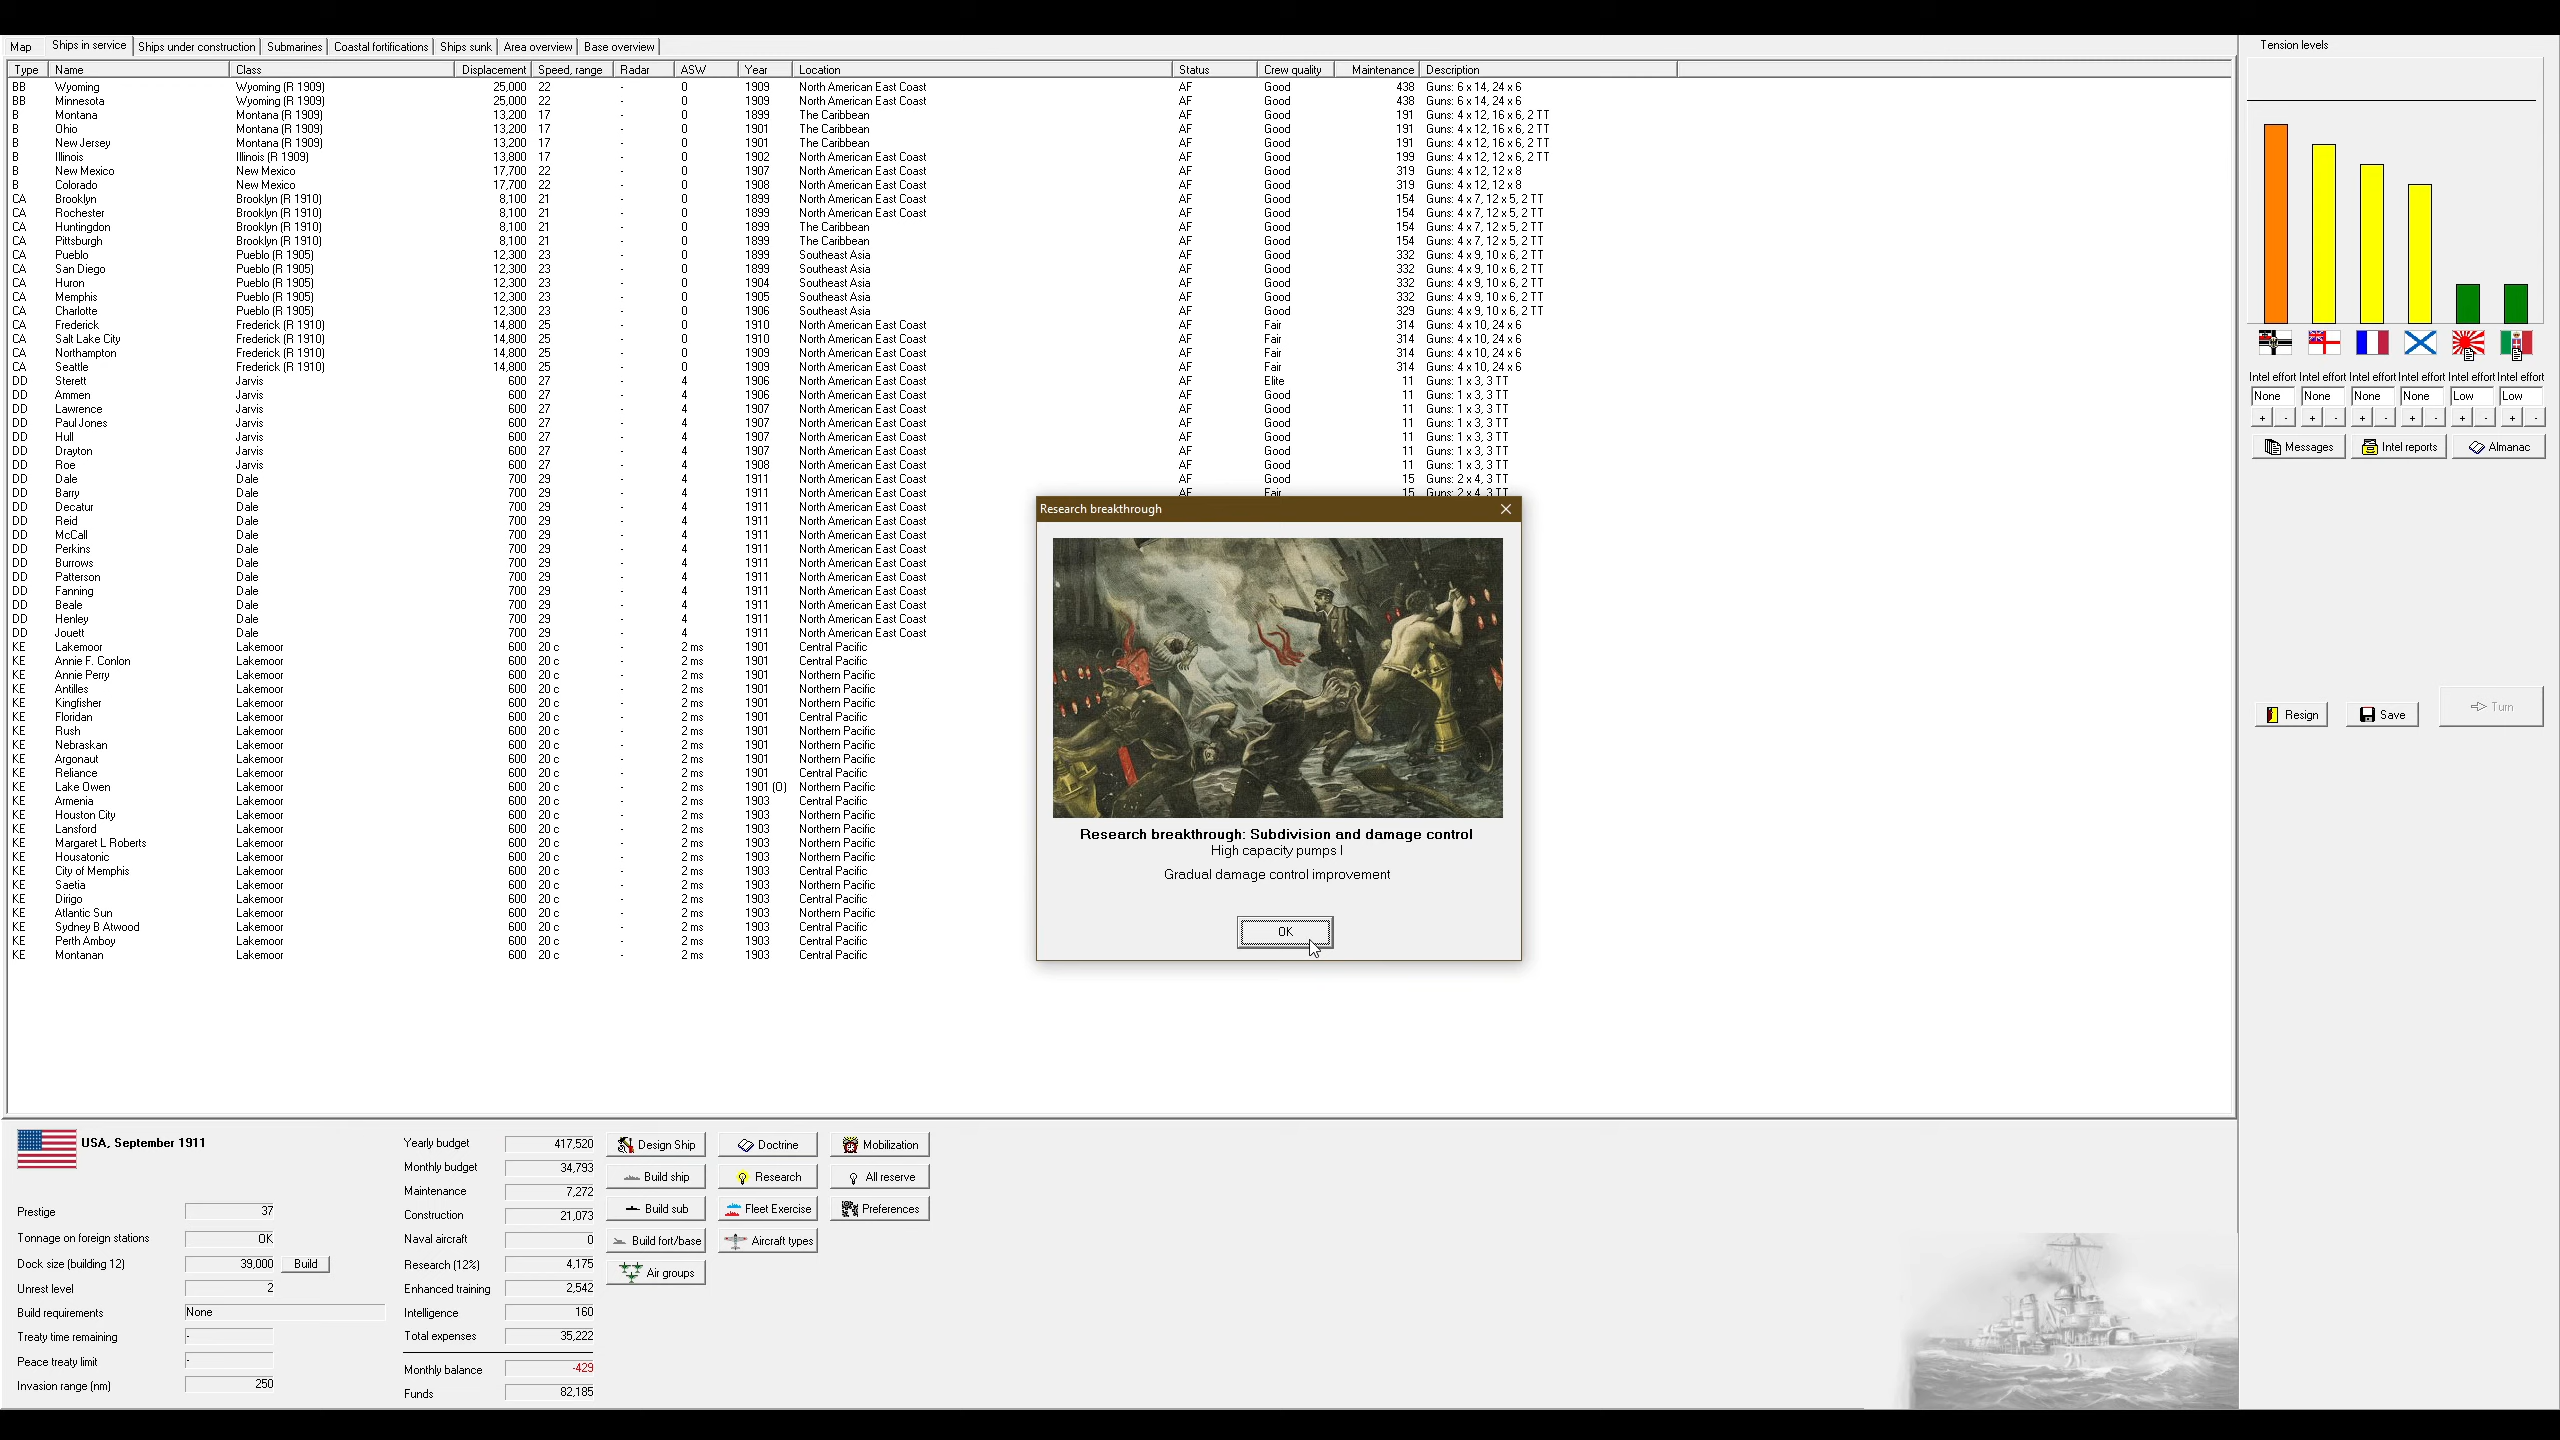 Map Ships in service Ships under construction Submarines Coastal fortifications Ships sunk Area overview Base overview
Type Name Class Displacement Speed, range Radar ASW Year Location Status Crew quality Maintenance Description
BB Wyoming Wyoming (R 1909) 25,000 22 - 0 1909 North American East Coast AF Good 438 Guns: 6 x 14, 24 x 6
BB Minnesota Wyoming (R 1909) 25,000 22 - 0 1909 North American East Coast AF Good 438 Guns: 6 x 14, 24 x 6
B Montana Montana (R 1909) 13,200 17 - 0 1899 The Caribbean AF Good 191 Guns: 4 x 12, 16 x 6, 2 TT
B Ohio Montana (R 1909) 13,200 17 - 0 1901 The Caribbean AF Good 191 Guns: 4 x 12, 16 x 6, 2 TT
B New Jersey Montana (R 1909) 13,200 17 - 0 1901 The Caribbean AF Good 191 Guns: 4 x 12, 16 x 6, 2 TT
B Illinois Illinois (R 1909) 13,800 17 - 0 1902 North American East Coast AF Good 199 Guns: 4 x 12, 12 x 6, 2 TT
B New Mexico New Mexico 17,700 22 - 0 1907 North American East Coast AF Good 319 Guns: 4 x 12, 12 x 8
B Colorado New Mexico 17,700 22 - 0 1908 North American East Coast AF Good 319 Guns: 4 x 12, 12 x 8
CA Brooklyn Brooklyn (R 1910) 8,100 21 - 0 1899 North American East Coast AF Good 154 Guns: 4 x 7, 12 x 5, 2 TT
CA Rochester Brooklyn (R 1910) 8,100 21 - 0 1899 North American East Coast AF Good 154 Guns: 4 x 7, 12 x 5, 2 TT
CA Huntingdon Brooklyn (R 1910) 8,100 21 - 0 1899 The Caribbean AF Good 154 Guns: 4 x 7, 12 x 5, 2 TT
CA Pittsburgh Brooklyn (R 1910) 8,100 21 - 0 1899 The Caribbean AF Good 154 Guns: 4 x 7, 12 x 5, 2 TT
CA Pueblo Pueblo (R 1905) 12,300 23 - 0 1899 Southeast Asia AF Good 332 Guns: 4 x 9, 10 x 6, 2 TT
CA San Diego Pueblo (R 1905) 12,300 23 - 0 1899 Southeast Asia AF Good 332 Guns: 4 x 9, 10 x 6, 2 TT
CA Huron Pueblo (R 1905) 12,300 23 - 0 1904 Southeast Asia AF Good 332 Guns: 4 x 9, 10 x 6, 2 TT
CA Memphis Pueblo (R 1905) 12,300 23 - 0 1905 Southeast Asia AF Good 332 Guns: 4 x 9, 10 x 6, 2 TT
CA Charlotte Pueblo (R 1905) 12,300 23 - 0 1906 Southeast Asia AF Good 329 Guns: 4 x 9, 10 x 6, 2 TT
CA Frederick Frederick (R 1910) 14,800 25 - 0 1910 North American East Coast AF Fair 314 Guns: 4 x 10, 24 x 6
CA Salt Lake City Frederick (R 1910) 14,800 25 - 0 1910 North American East Coast AF Fair 314 Guns: 4 x 10, 24 x 6
CA Northampton Frederick (R 1910) 14,800 25 - 0 1909 North American East Coast AF Fair 314 Guns: 4 x 10, 24 x 6
CA Seattle Frederick (R 1910) 14,800 25 - 0 1909 North American East Coast AF Fair 314 Guns: 4 x 10, 24 x 6
DD Sterett Jarvis 600 27 - 4 1906 North American East Coast AF Elite 11 Guns: 1 x 3, 3 TT
DD Ammen Jarvis 600 27 - 4 1906 North American East Coast AF Good 11 Guns: 1 x 3, 3 TT
DD Lawrence Jarvis 600 27 - 4 1907 North American East Coast AF Good 11 Guns: 1 x 3, 3 TT
DD Paul Jones Jarvis 600 27 - 4 1907 North American East Coast AF Good 11 Guns: 1 x 3, 3 TT
DD Hull Jarvis 600 27 - 4 1907 North American East Coast AF Good 11 Guns: 1 x 3, 3 TT
DD Drayton Jarvis 600 27 - 4 1907 North American East Coast AF Good 11 Guns: 1 x 3, 3 TT
DD Roe Jarvis 600 27 - 4 1908 North American East Coast AF Good 11 Guns: 1 x 3, 3 TT
DD Dale Dale 700 29 - 4 1911 North American East Coast AF Good 15 Guns: 2 x 4, 3 TT
DD Barry Dale 700 29 - 4 1911 North American East Coast AF Fair 15 Guns: 2 x 4, 3 TT
DD Decatur Dale 700 29 - 4 1911 North American East Coast
DD Reid Dale 700 29 - 4 1911 North American East Coast
DD McCall Dale 700 29 - 4 1911 North American East Coast
DD Perkins Dale 700 29 - 4 1911 North American East Coast
DD Burrows Dale 700 29 - 4 1911 North American East Coast
DD Patterson Dale 700 29 - 4 1911 North American East Coast
DD Fanning Dale 700 29 - 4 1911 North American East Coast
DD Beale Dale 700 29 - 4 1911 North American East Coast
DD Henley Dale 700 29 - 4 1911 North American East Coast
DD Jouett Dale 700 29 - 4 1911 North American East Coast
KE Lakemoor Lakemoor 600 20 c - 2 ms 1901 Central Pacific
KE Annie F. Conlon Lakemoor 600 20 c - 2 ms 1901 Central Pacific
KE Annie Perry Lakemoor 600 20 c - 2 ms 1901 Northern Pacific
KE Antilles Lakemoor 600 20 c - 2 ms 1901 Central Pacific
KE Kingfisher Lakemoor 600 20 c - 2 ms 1901 Northern Pacific
KE Floridan Lakemoor 600 20 c - 2 ms 1901 Central Pacific
KE Rush Lakemoor 600 20 c - 2 ms 1901 Northern Pacific
KE Nebraskan Lakemoor 600 20 c - 2 ms 1901 Northern Pacific
KE Argonaut Lakemoor 600 20 c - 2 ms 1901 Northern Pacific
KE Reliance Lakemoor 600 20 c - 2 ms 1901 Central Pacific
KE Lake Owen Lakemoor 600 20 c - 2 ms 1901 (O) Northern Pacific
KE Armenia Lakemoor 600 20 c - 2 ms 1903 Central Pacific
KE Houston City Lakemoor 600 20 c - 2 ms 1903 Northern Pacific
KE Lansford Lakemoor 600 20 c - 2 ms 1903 Northern Pacific
KE Margaret L Roberts Lakemoor 600 20 c - 2 ms 1903 Northern Pacific
KE Housatonic Lakemoor 600 20 c - 2 ms 1903 Northern Pacific
KE City of Memphis Lakemoor 600 20 c - 2 ms 1903 Central Pacific
KE Saetia Lakemoor 600 20 c - 2 ms 1903 Northern Pacific
KE Dirigo Lakemoor 600 20 c - 2 ms 1903 Central Pacific
KE Atlantic Sun Lakemoor 600 20 c - 2 ms 1903 Northern Pacific
KE Sydney B Atwood Lakemoor 600 20 c - 2 ms 1903 Central Pacific
KE Perth Amboy Lakemoor 600 20 c - 2 ms 1903 Central Pacific
KE Montanan Lakemoor 600 20 c - 2 ms 1903 Central Pacific
Research breakthrough
Research breakthrough: Subdivision and damage control
High capacity pumps I
Gradual damage control improvement
OK
Tension levels
Intel effort Intel effort Intel effort Intel effort Intel effort Intel effort
None None None None Low Low
+ - + - + - + - + - + -
Messages Intel reports Almanac
Resign Save Turn
USA, September 1911
Prestige 37
Tonnage on foreign stations OK
Dock size (building 12) 39,000 Build
Unrest level 2
Build requirements None
Treaty time remaining -
Peace treaty limit -
Invasion range (nm) 250
Yearly budget 417,520
Monthly budget 34,793
Maintenance 7,272
Construction 21,073
Naval aircraft 0
Research (12%) 4,175
Enhanced training 2,542
Intelligence 160
Total expenses 35,222
Monthly balance -429
Funds 82,185
Design Ship Doctrine Mobilization
Build ship Research All reserve
Build sub Fleet Exercise Preferences
Build fort/base Aircraft types
Air groups